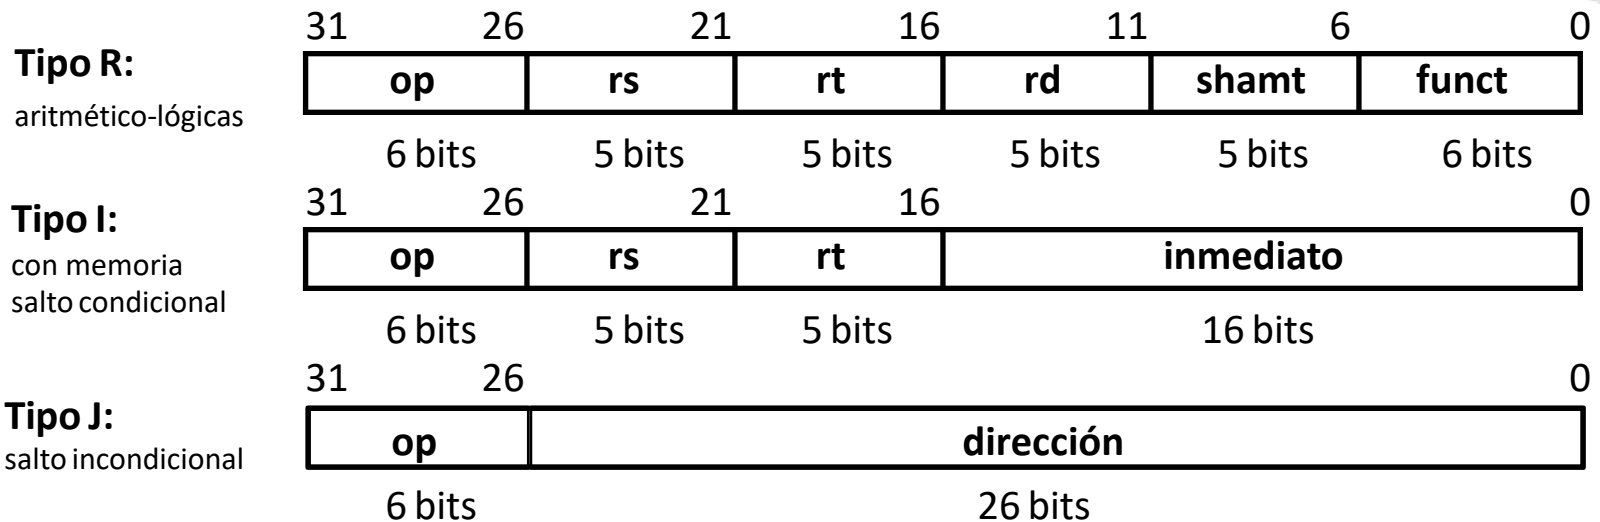 31 26 21 16 11 6 0
Tipo R:
op rs rt rd shamt funct
aritmético-lógicas
6 bits 5 bits 5 bits 5 bits 5 bits 6 bits
31 26 21 16 0
Tipo I:
op rs rt inmediato
con memoria
salto condicional
6 bits 5 bits 5 bits 16 bits
31 26 0
Tipo J:
op dirección
salto incondicional
6 bits 26 bits